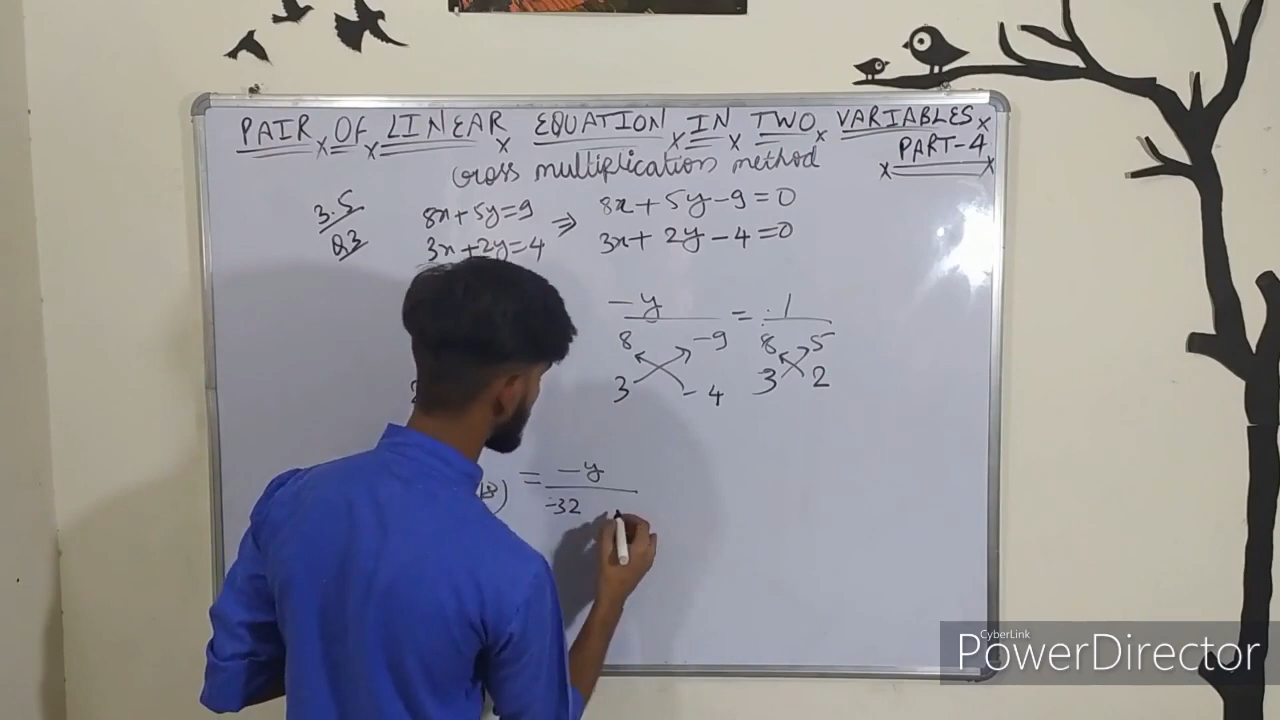 PAIR OF LINEAR EQUATION IN TWO VARIABLES
PART-4
cross multiplication method
3.5
Q3
8x+5y=9 ⇒ 8x+5y-9=0
3x+2y=4 3x+2y-4=0
-y = 1
8 -9 8 5
3 -4 3 2
= -y
-32
CyberLink
PowerDirector